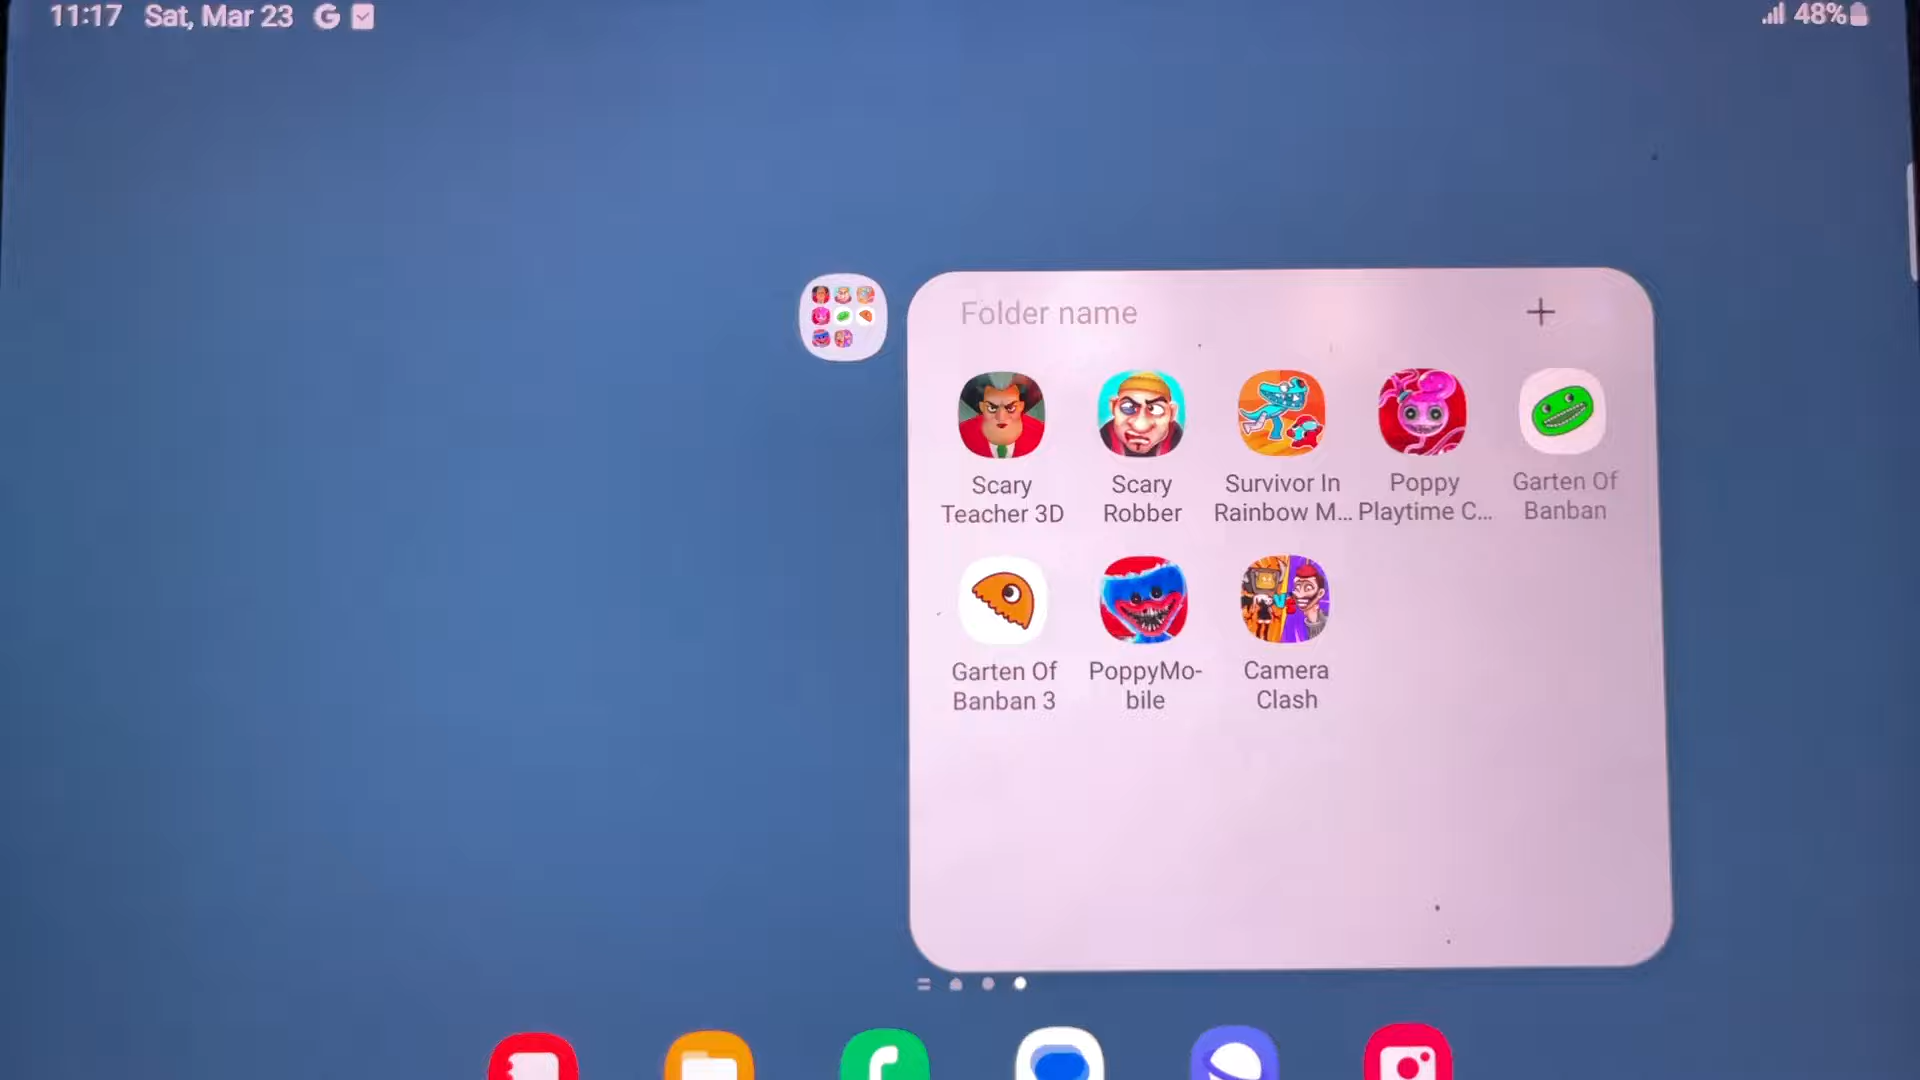 11:17 Sat, Mar 23 G
48%
Folder name
Scary
Teacher 3D
Scary
Robber
Survivor In
Rainbow M...
Poppy
Playtime C...
Garten Of
Banban
Garten Of
Banban 3
PoppyMo-
bile
Camera
Clash